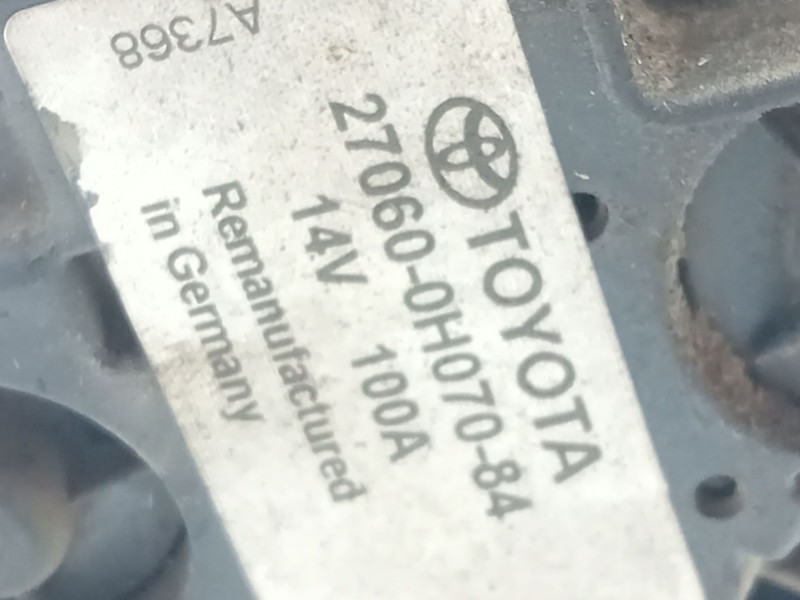 TOYOTA
27060-0H070-84
14V 100A
Remanufactured
in Germany
A7368